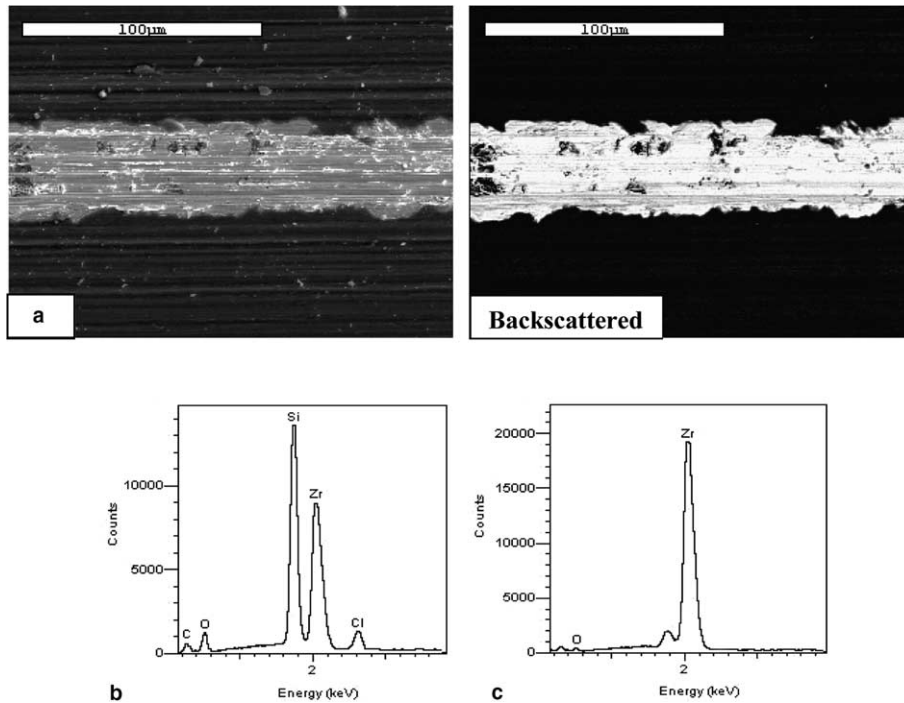 100µm
100µm
a
Backscattered
Si
Zr
10000
5000
0
C
O
Cl
Counts
2
Energy (keV)
b
Zr
20000
15000
10000
5000
0
O
Counts
2
Energy (keV)
c